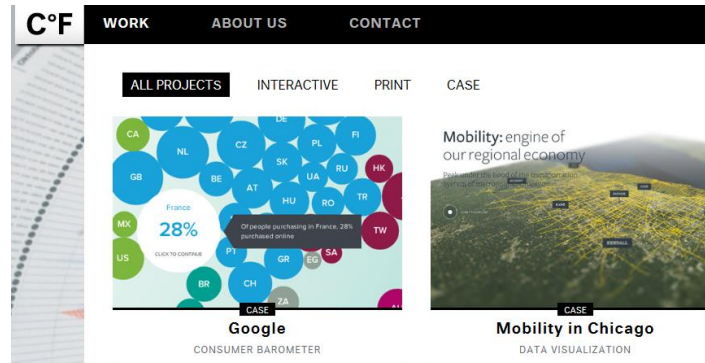 C°F
WORK ABOUT US CONTACT
ALL PROJECTS INTERACTIVE PRINT CASE
DE
CA
NL
CZ
PL
FI
GB
BE
SK
UA
RU
HK
AT
HU
RO
TR
France
28%
CLICK TO CONTINUE
Of people purchasing in France, 28%
purchased online
MX
US
TW
PT
GR
EG
SA
BR
CH
ZA
CASE
Google
CONSUMER BAROMETER
Mobility: engine of
our regional economy
CASE
Mobility in Chicago
DATA VISUALIZATION